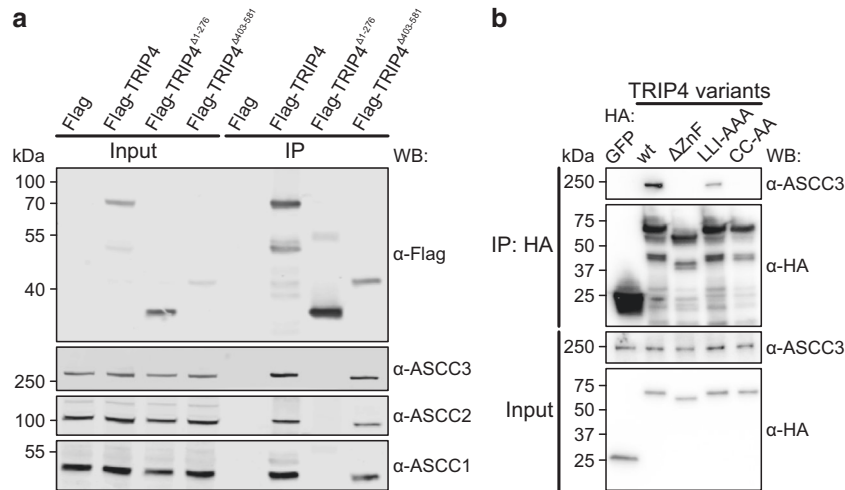 a
Flag
Flag-TRIP4
Flag-TRIP4Δ1-276
Flag-TRIP4Δ403-581
Flag
Flag-TRIP4
Flag-TRIP4Δ1-276
Flag-TRIP4Δ403-581
kDa
Input
IP
WB:
100
70
55
40
α-Flag
250
α-ASCC3
100
α-ASCC2
55
α-ASCC1
b
TRIP4 variants
HA:
GFP
wt
ΔZnF
LLI-AAA
CC-AA
kDa
WB:
IP: HA
250
α-ASCC3
75
50
37
25
α-HA
Input
250
α-ASCC3
75
50
37
25
α-HA